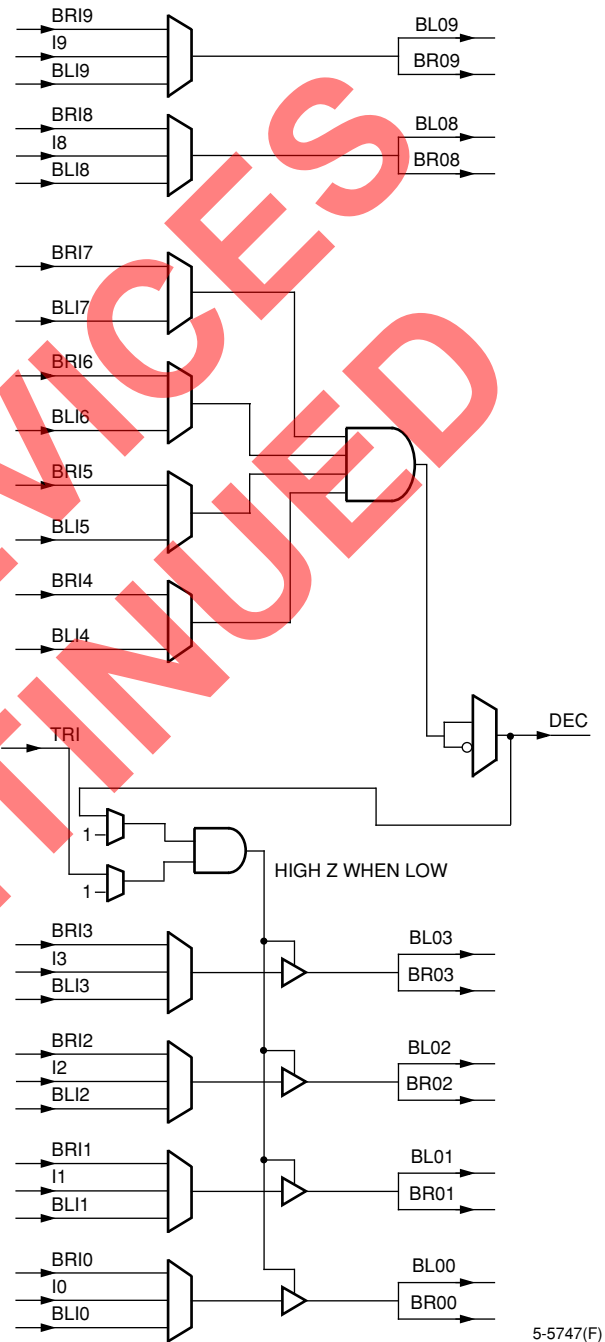 BRI9
I9
BLI9
BL09
BR09
BRI8
I8
BLI8
BL08
BR08
BRI7
BLI7
BRI6
BLI6
BRI5
BLI5
BRI4
BLI4
DEC
TRI
1
1
HIGH Z WHEN LOW
BRI3
I3
BLI3
BL03
BR03
BRI2
I2
BLI2
BL02
BR02
BRI1
I1
BLI1
BL01
BR01
BRI0
I0
BLI0
BL00
BR00
5-5747(F)
VICES
TINUED